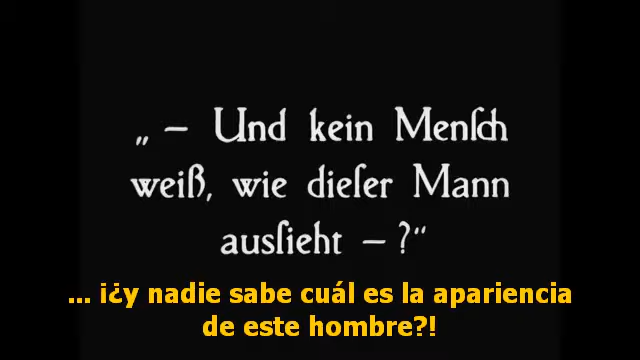 „ – Und kein Menſch
weiß, wie dieſer Mann
ausſieht – ?“
... ¡¿y nadie sabe cuál es la apariencia
de este hombre?!